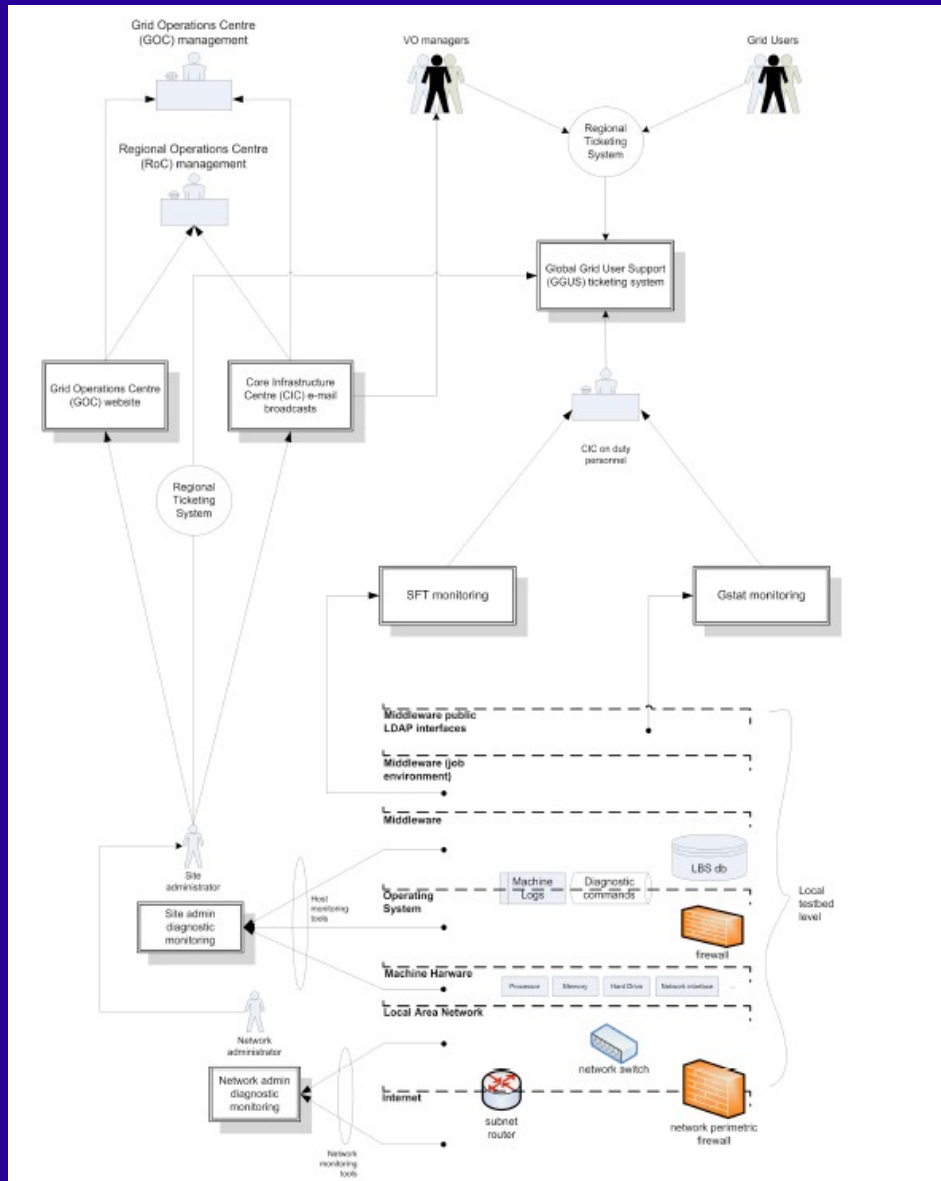 Grid Operations Centre
(GOC) management
VO managers
Grid Users
Regional
Ticketing
System
Regional Operations Centre
(RoC) management
Global Grid User Support
(GGUS) ticketing system
Grid Operations Centre
(GOC) website
Core Infrastructure
Centre (CIC) e-mail
broadcasts
CIC on duty
personnel
Regional
Ticketing
System
SFT monitoring
Gstat monitoring
Middleware public
LDAP interfaces
Middleware (job
environment)
Middleware
Site
administrator
LBS db
Machine
Logs
Diagnostic
commands
Host
monitoring
tools
Operating
System
Local
testbed
level
Site admin
diagnostic
monitoring
firewall
Machine Harware
Processor
Memory
Hard Drive
Network interface
...
Local Area Network
Network
administrator
network switch
Network admin
diagnostic
monitoring
Internet
subnet
router
network perimetric
firewall
Network
monitoring
tools